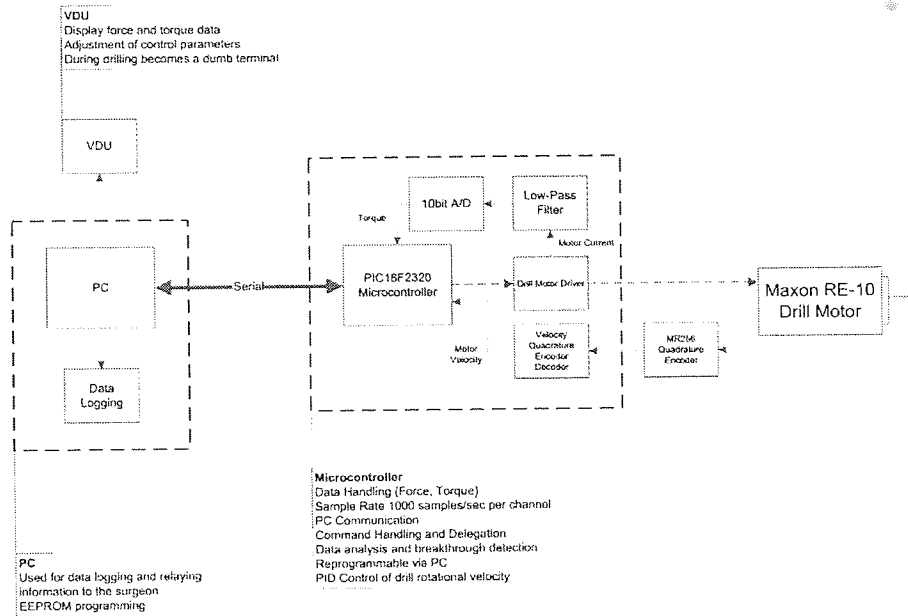 VDU
Display force and torque data
Adjustment of control parameters
During drilling becomes a dumb terminal
VDU
10bit A/D
Low-Pass
Filter
Torque
Motor Current
PC
Serial
PIC18F2320
Microcontroller
Drill Motor Driver
Maxon RE-10
Drill Motor
Motor
Velocity
Velocity
Quadrature
Encoder
Decoder
MR256
Quadrature
Encoder
Data
Logging
Microcontroller
Data Handling (Force, Torque)
Sample Rate 1000 samples/sec per channel
PC Communication
Command Handling and Delegation
Data analysis and breakthrough detection
Reprogrammable via PC
PID Control of drill rotational velocity
PC
Used for data logging and relaying
information to the surgeon
EEPROM programming